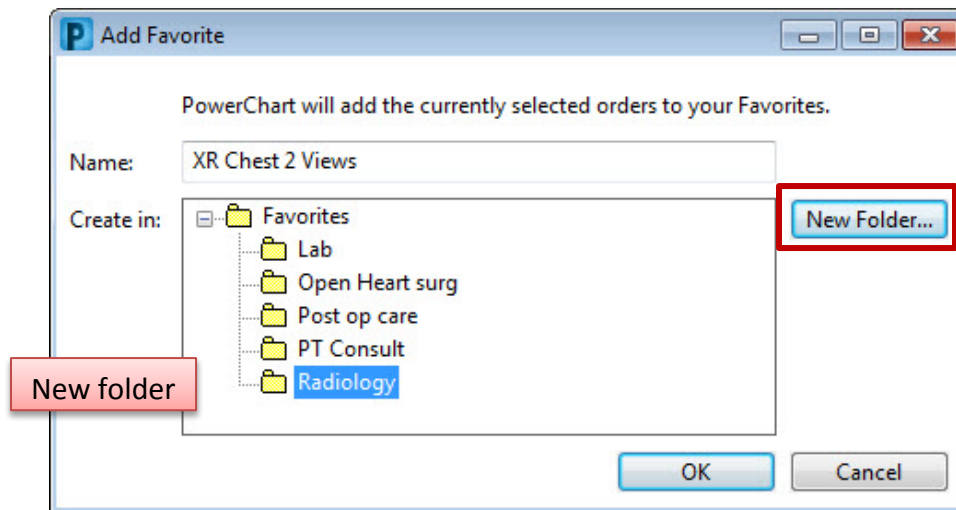 P Add Favorite
PowerChart will add the currently selected orders to your Favorites.
Name: XR Chest 2 Views
Create in: Favorites
New Folder...
Lab
Open Heart surg
Post op care
PT Consult
Radiology
New folder
OK Cancel